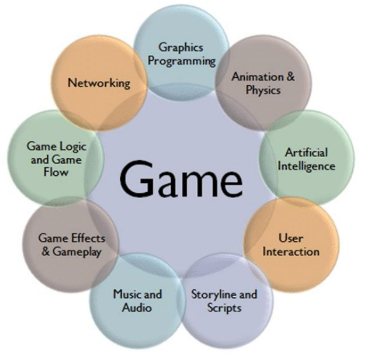 Graphics
Programming
Animation &
Physics
Artificial
Intelligence
User
Interaction
Storyline and
Scripts
Music and
Audio
Game Effects
& Gameplay
Game Logic
and Game
Flow
Networking
Game